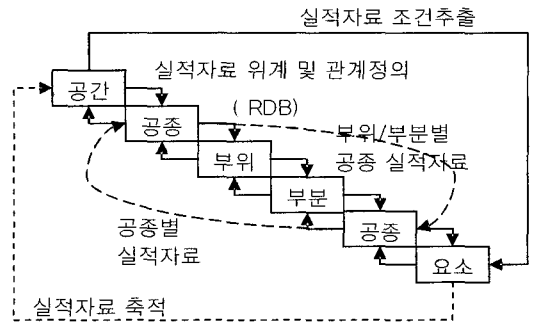 실적자료 조건추출
공간
실적자료 위계 및 관계정의
( RDB)
공종
부위/부분별
공종 실적자료
부위
부분
공종별
실적자료
공종
요소
실적자료 축적